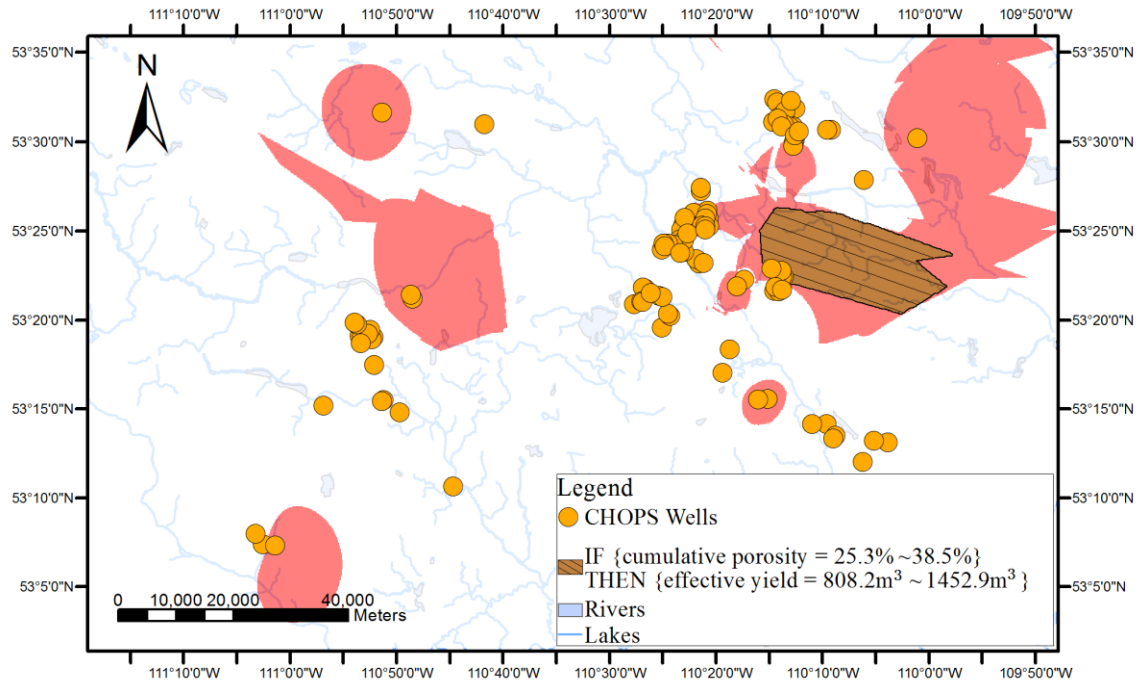 111°10'0"W 111°0'0"W 110°50'0"W 110°40'0"W 110°30'0"W 110°20'0"W 110°10'0"W 110°0'0"W 109°50'0"W
53°35'0"N 53°35'0"N
N
53°30'0"N 53°30'0"N
53°25'0"N 53°25'0"N
53°20'0"N 53°20'0"N
53°15'0"N 53°15'0"N
53°10'0"N 53°10'0"N
53°5'0"N 53°5'0"N
Legend
CHOPS Wells
IF {cumulative porosity = 25.3% ~38.5%}
THEN {effective yield = 808.2m³ ~ 1452.9m³ }
Rivers
Lakes
0 10,000 20,000 40,000
Meters
111°10'0"W 111°0'0"W 110°50'0"W 110°40'0"W 110°30'0"W 110°20'0"W 110°10'0"W 110°0'0"W 109°50'0"W